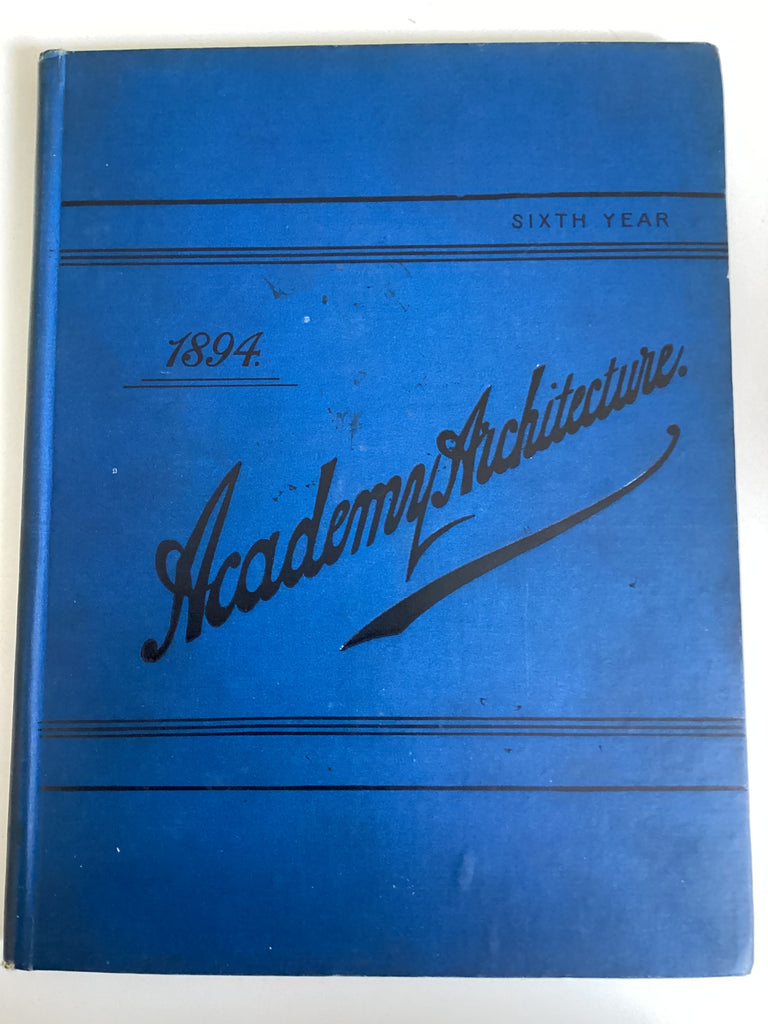 SIXTH YEAR
1894.
Academy Architecture.